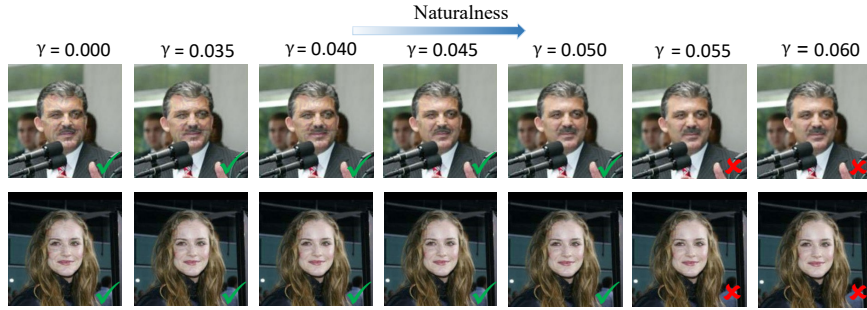 Naturalness
γ = 0.000 γ = 0.035 γ = 0.040 γ = 0.045 γ = 0.050 γ = 0.055 γ = 0.060